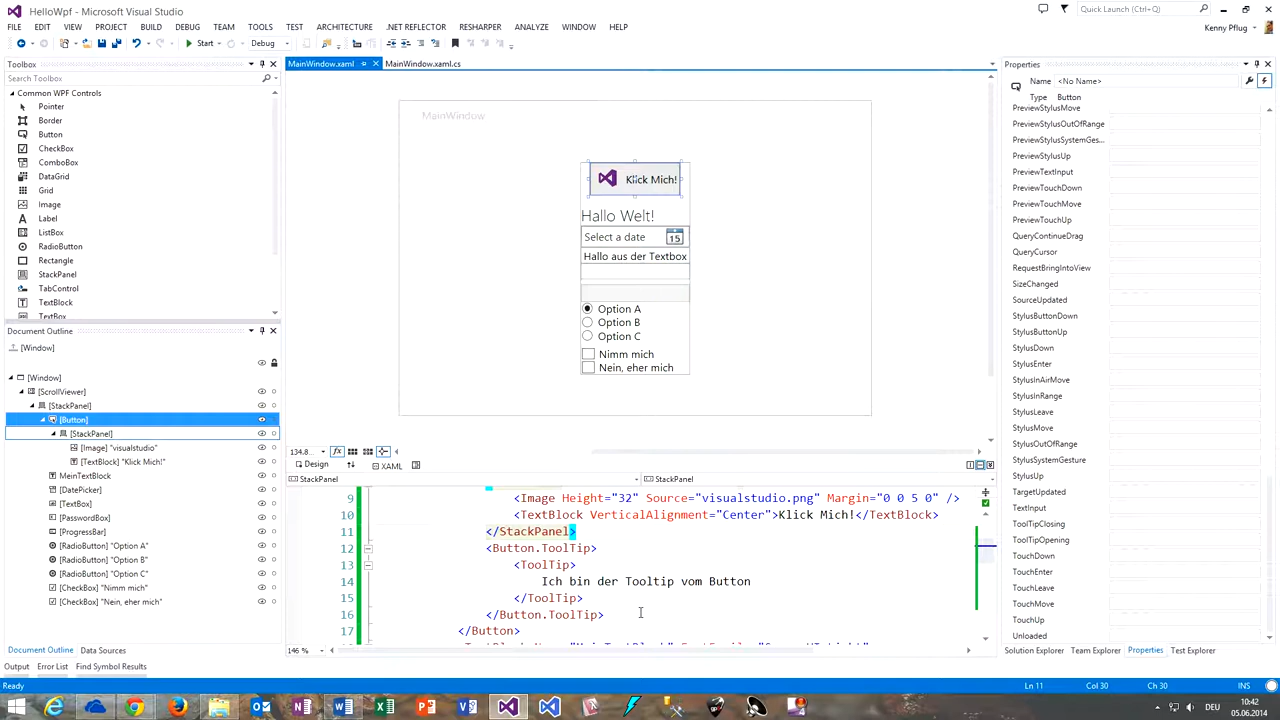 HelloWpf - Microsoft Visual Studio
Quick Launch (Ctrl+Q)
FILE EDIT VIEW PROJECT BUILD DEBUG TEAM TOOLS TEST ARCHITECTURE .NET REFLECTOR RESHARPER ANALYZE WINDOW HELP
Kenny Pflug
Start Debug
Toolbox
MainWindow.xaml MainWindow.xaml.cs
Properties
Search Toolbox
Name <No Name>
Type Button
Common WPF Controls
Pointer
Border
Button
CheckBox
ComboBox
DataGrid
Grid
Image
Label
ListBox
RadioButton
Rectangle
StackPanel
TabControl
TextBlock
TextBox
MainWindow
Klick Mich!
Hallo Welt!
Select a date 15
Hallo aus der Textbox
Option A
Option B
Option C
Nimm mich
Nein, eher mich
PreviewStylusMove
PreviewStylusOutOfRange
PreviewStylusSystemGes...
PreviewStylusUp
PreviewTextInput
PreviewTouchDown
PreviewTouchMove
PreviewTouchUp
QueryContinueDrag
QueryCursor
RequestBringIntoView
SizeChanged
SourceUpdated
StylusButtonDown
StylusButtonUp
StylusDown
StylusEnter
StylusInAirMove
StylusInRange
StylusLeave
StylusMove
StylusOutOfRange
StylusSystemGesture
StylusUp
TargetUpdated
TextInput
ToolTipClosing
ToolTipOpening
TouchDown
TouchEnter
TouchLeave
TouchMove
TouchUp
Unloaded
Document Outline
[Window]
[Window]
[ScrollViewer]
[StackPanel]
[Button]
[StackPanel]
[Image] "visualstudio"
[TextBlock] "Klick Mich!"
MeinTextBlock
[DatePicker]
[TextBox]
[PasswordBox]
[ProgressBar]
[RadioButton] "Option A"
[RadioButton] "Option B"
[RadioButton] "Option C"
[CheckBox] "Nimm mich"
[CheckBox] "Nein, eher mich"
134.8...
Design XAML
StackPanel StackPanel
9 <Image Height="32" Source="visualstudio.png" Margin="0 0 5 0" />
10 <TextBlock VerticalAlignment="Center">Klick Mich!</TextBlock>
11 </StackPanel>
12 <Button.ToolTip>
13 <ToolTip>
14 Ich bin der Tooltip vom Button
15 </ToolTip>
16 </Button.ToolTip>
17 </Button>
146 %
Document Outline Data Sources
Solution Explorer Team Explorer Properties Test Explorer
Output Error List Find Symbol Results
Ready Ln 11 Col 30 Ch 30 INS
DEU
10:42
05.06.2014